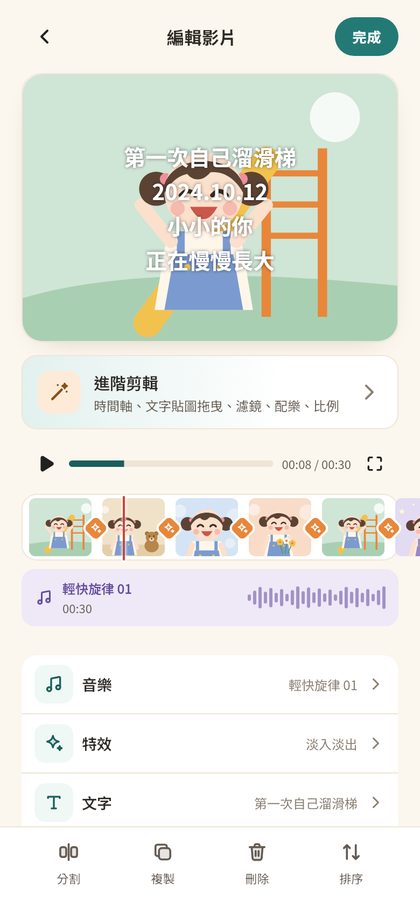 編輯影片
完成
第一次自己溜滑梯
2024.10.12
小小的你
正在慢慢長大
進階剪輯
時間軸、文字貼圖拖曳、濾鏡、配樂、比例
00:08 / 00:30
輕快旋律 01
00:30
音樂
輕快旋律 01
特效
淡入淡出
文字
第一次自己溜滑梯
分割
複製
刪除
排序